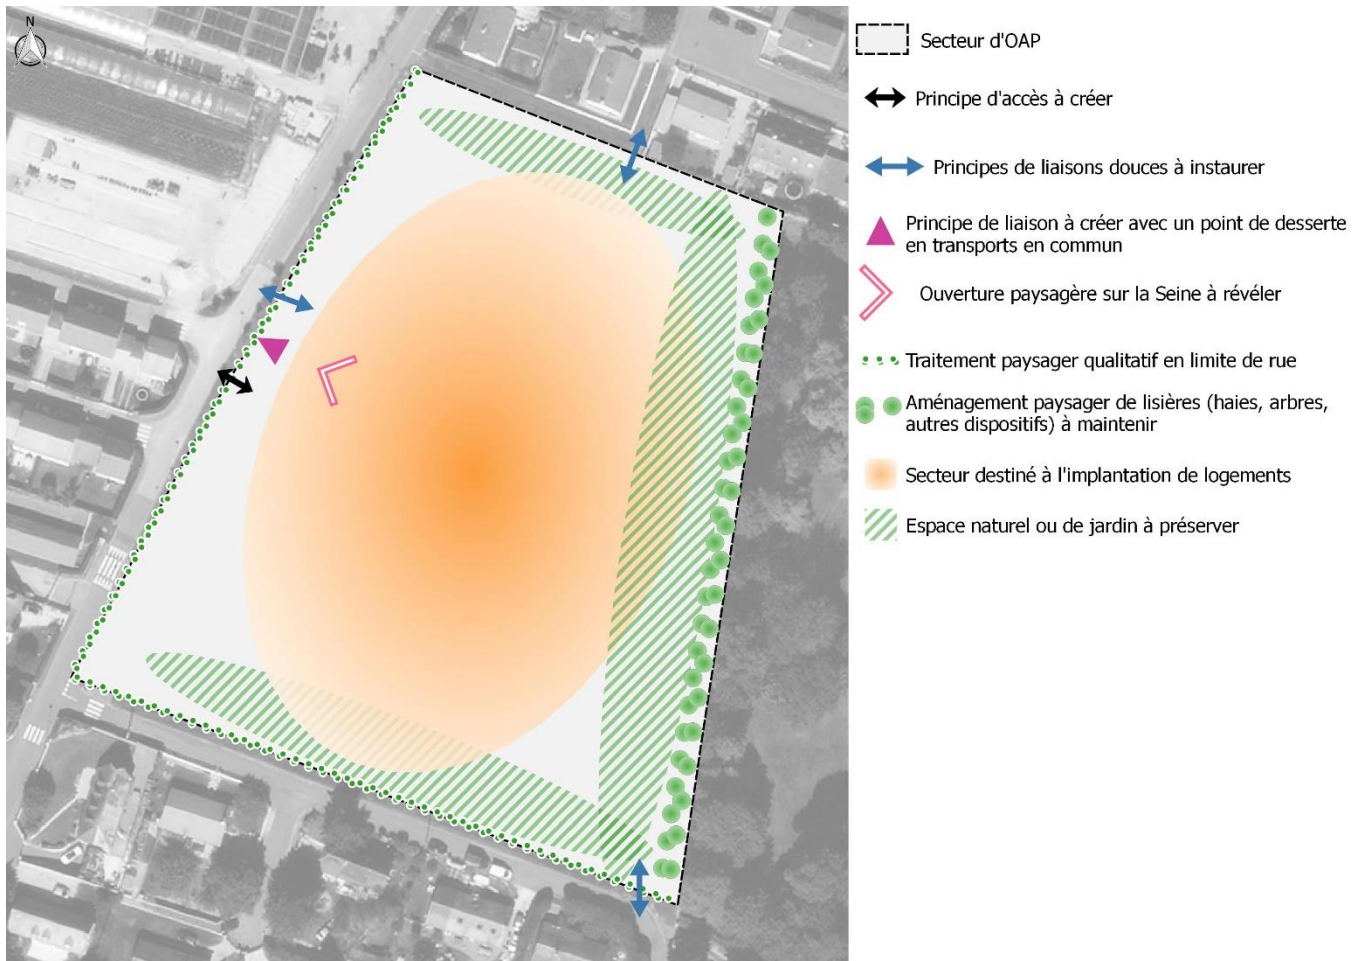 N
Secteur d'OAP
Principe d'accès à créer
Principes de liaisons douces à instaurer
Principe de liaison à créer avec un point de desserte
en transports en commun
Ouverture paysagère sur la Seine à révéler
Traitement paysager qualitatif en limite de rue
Aménagement paysager de lisières (haies, arbres,
autres dispositifs) à maintenir
Secteur destiné à l'implantation de logements
Espace naturel ou de jardin à préserver